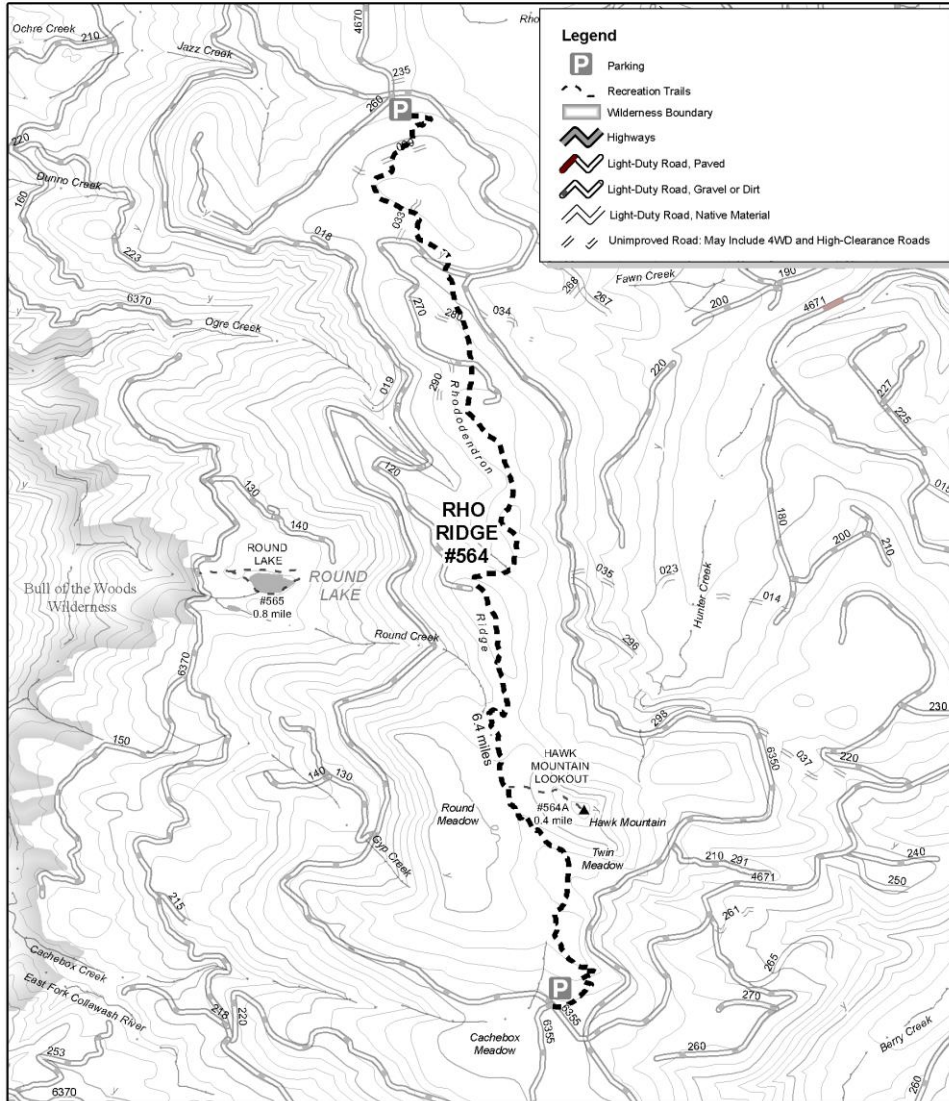 Ochre Creek
210
Jazz Creek
4670
Rho
235
260
P
220
Dunno Creek
160
223
018
033
6370
Ogre Creek
270
280
034
290
019
Rhododendron
120
130
140
ROUND
LAKE
ROUND
LAKE
#565
0.8 mile
Bull of the Woods
Wilderness
RHO
RIDGE
#564
Ridge
Round Creek
6370
150
6.4 miles
140
130
HAWK
MOUNTAIN
LOOKOUT
#564A
0.4 mile
Hawk Mountain
Round
Meadow
Twin
Meadow
Gyp Creek
215
Cachebox Creek
East Fork Collawash River
218
220
253
6370
P
6355
6355
Cachebox
Meadow
Legend
P
Parking
Recreation Trails
Wilderness Boundary
Highways
Light-Duty Road, Paved
Light-Duty Road, Gravel or Dirt
Light-Duty Road, Native Material
Unimproved Road: May Include 4WD and High-Clearance Roads
268
267
Fawn Creek
200
190
4671
220
227
225
015
180
200
210
035
023
014
Hunter Creek
296
298
6350
037
230
220
210
291
4671
240
250
261
265
270
260
Berry Creek
260